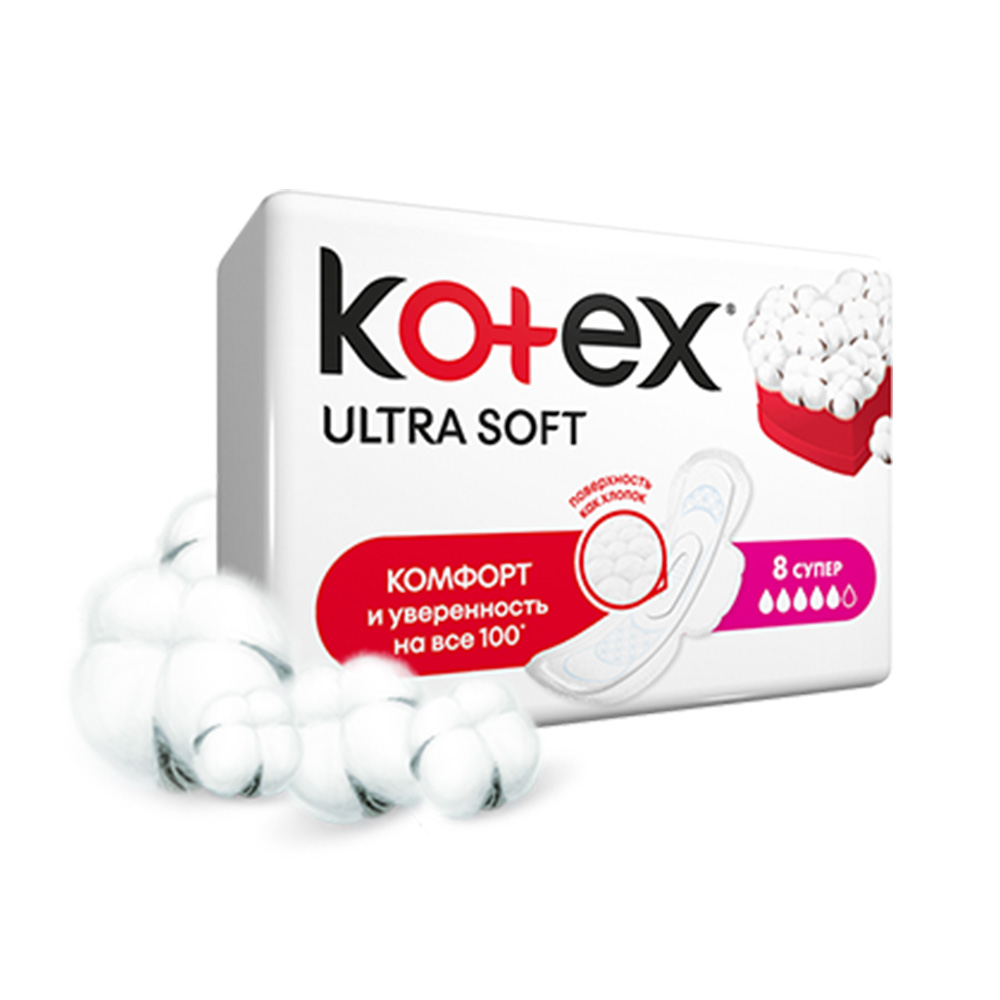 kotex®
ULTRA SOFT
поверхность
как хлопок
КОМФОРТ
и уверенность
на все 100*
8 СУПЕР